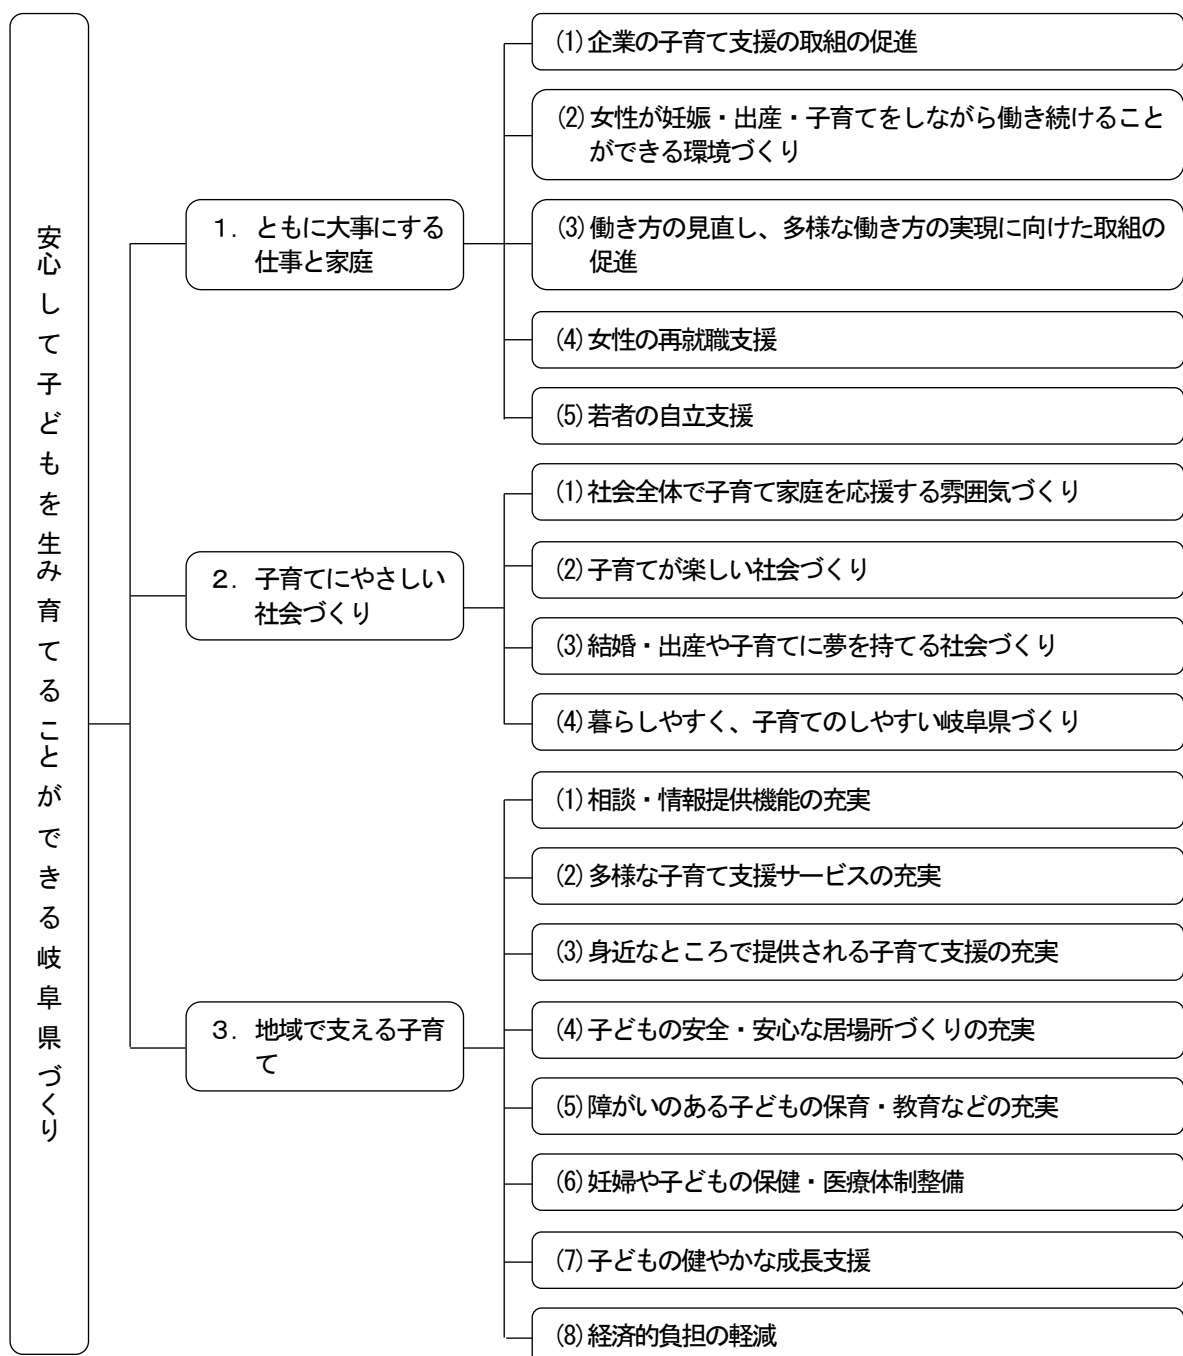 安心して子どもを生み育てることができる岐阜県づくり
１．ともに大事にする
仕事と家庭
(1) 企業の子育て支援の取組の促進
(2) 女性が妊娠・出産・子育てをしながら働き続けること
ができる環境づくり
(3) 働き方の見直し、多様な働き方の実現に向けた取組の
促進
(4) 女性の再就職支援
(5) 若者の自立支援
２．子育てにやさしい
社会づくり
(1) 社会全体で子育て家庭を応援する雰囲気づくり
(2) 子育てが楽しい社会づくり
(3) 結婚・出産や子育てに夢を持てる社会づくり
(4) 暮らしやすく、子育てのしやすい岐阜県づくり
３．地域で支える子育
て
(1) 相談・情報提供機能の充実
(2) 多様な子育て支援サービスの充実
(3) 身近なところで提供される子育て支援の充実
(4) 子どもの安全・安心な居場所づくりの充実
(5) 障がいのある子どもの保育・教育などの充実
(6) 妊婦や子どもの保健・医療体制整備
(7) 子どもの健やかな成長支援
(8) 経済的負担の軽減